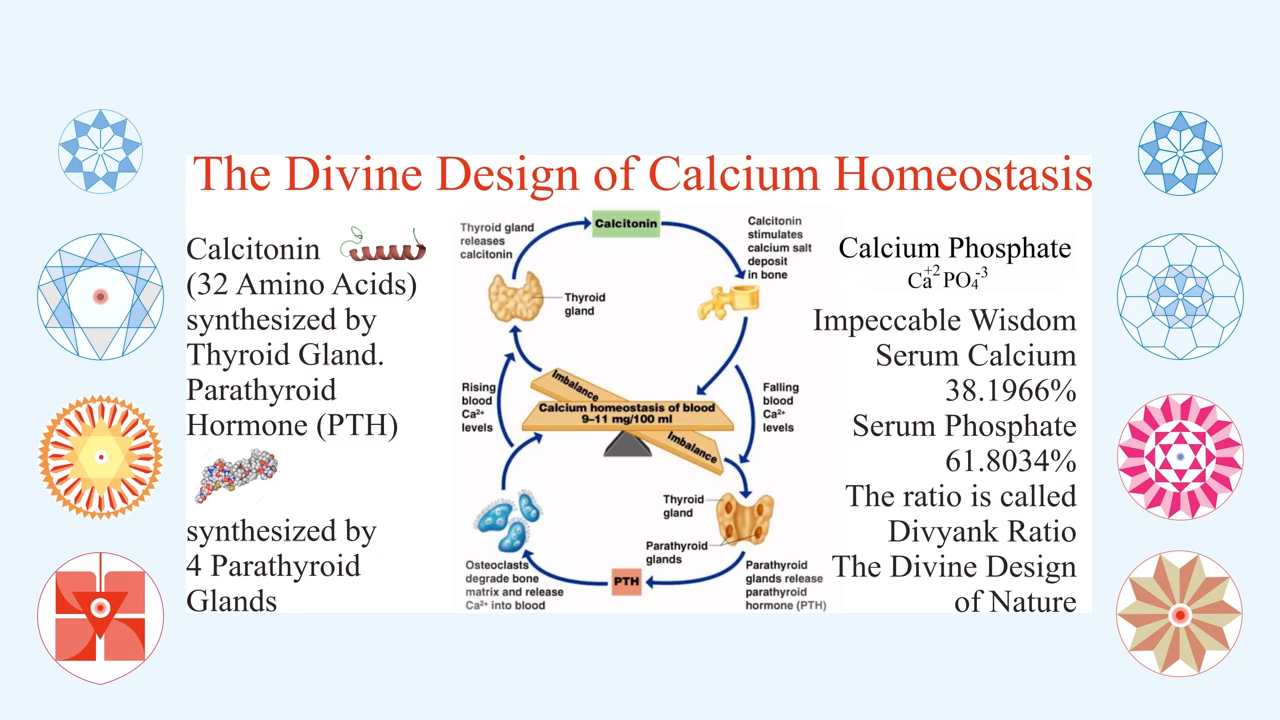 The Divine Design of Calcium Homeostasis
Calcitonin
(32 Amino Acids)
synthesized by
Thyroid Gland.
Parathyroid
Hormone (PTH)
synthesized by
4 Parathyroid
Glands
Thyroid gland
releases
calcitonin
Calcitonin
Calcitonin
stimulates
calcium salt
deposit
in bone
Thyroid
gland
Rising
blood
Ca²⁺
levels
Imbalance
Calcium homeostasis of blood
9–11 mg/100 ml
Imbalance
Falling
blood
Ca²⁺
levels
Thyroid
gland
Parathyroid
glands
Osteoclasts
degrade bone
matrix and release
Ca²⁺ into blood
PTH
Parathyroid
glands release
parathyroid
hormone (PTH)
Calcium Phosphate
Ca⁺² PO₄⁻³
Impeccable Wisdom
Serum Calcium
38.1966%
Serum Phosphate
61.8034%
The ratio is called
Divyank Ratio
The Divine Design
of Nature